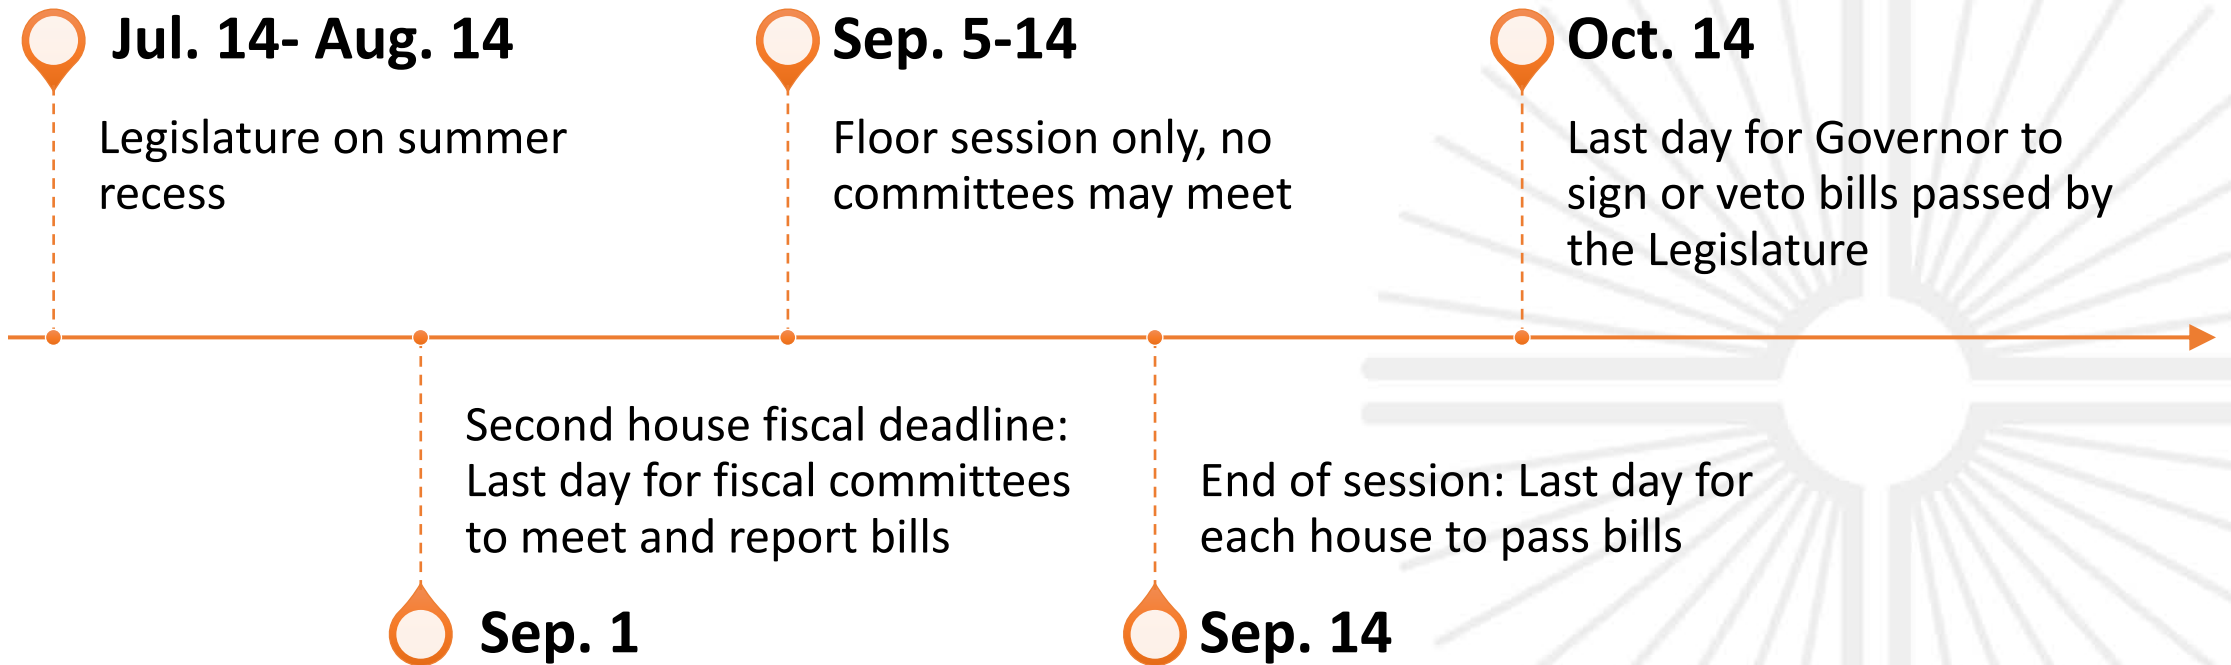 Jul. 14- Aug. 14
Legislature on summer
recess
Second house fiscal deadline:
Last day for fiscal committees
to meet and report bills
Sep. 1
Sep. 5-14
Floor session only, no
committees may meet
End of session: Last day for
each house to pass bills
Sep. 14
Oct. 14
Last day for Governor to
sign or veto bills passed by
the Legislature